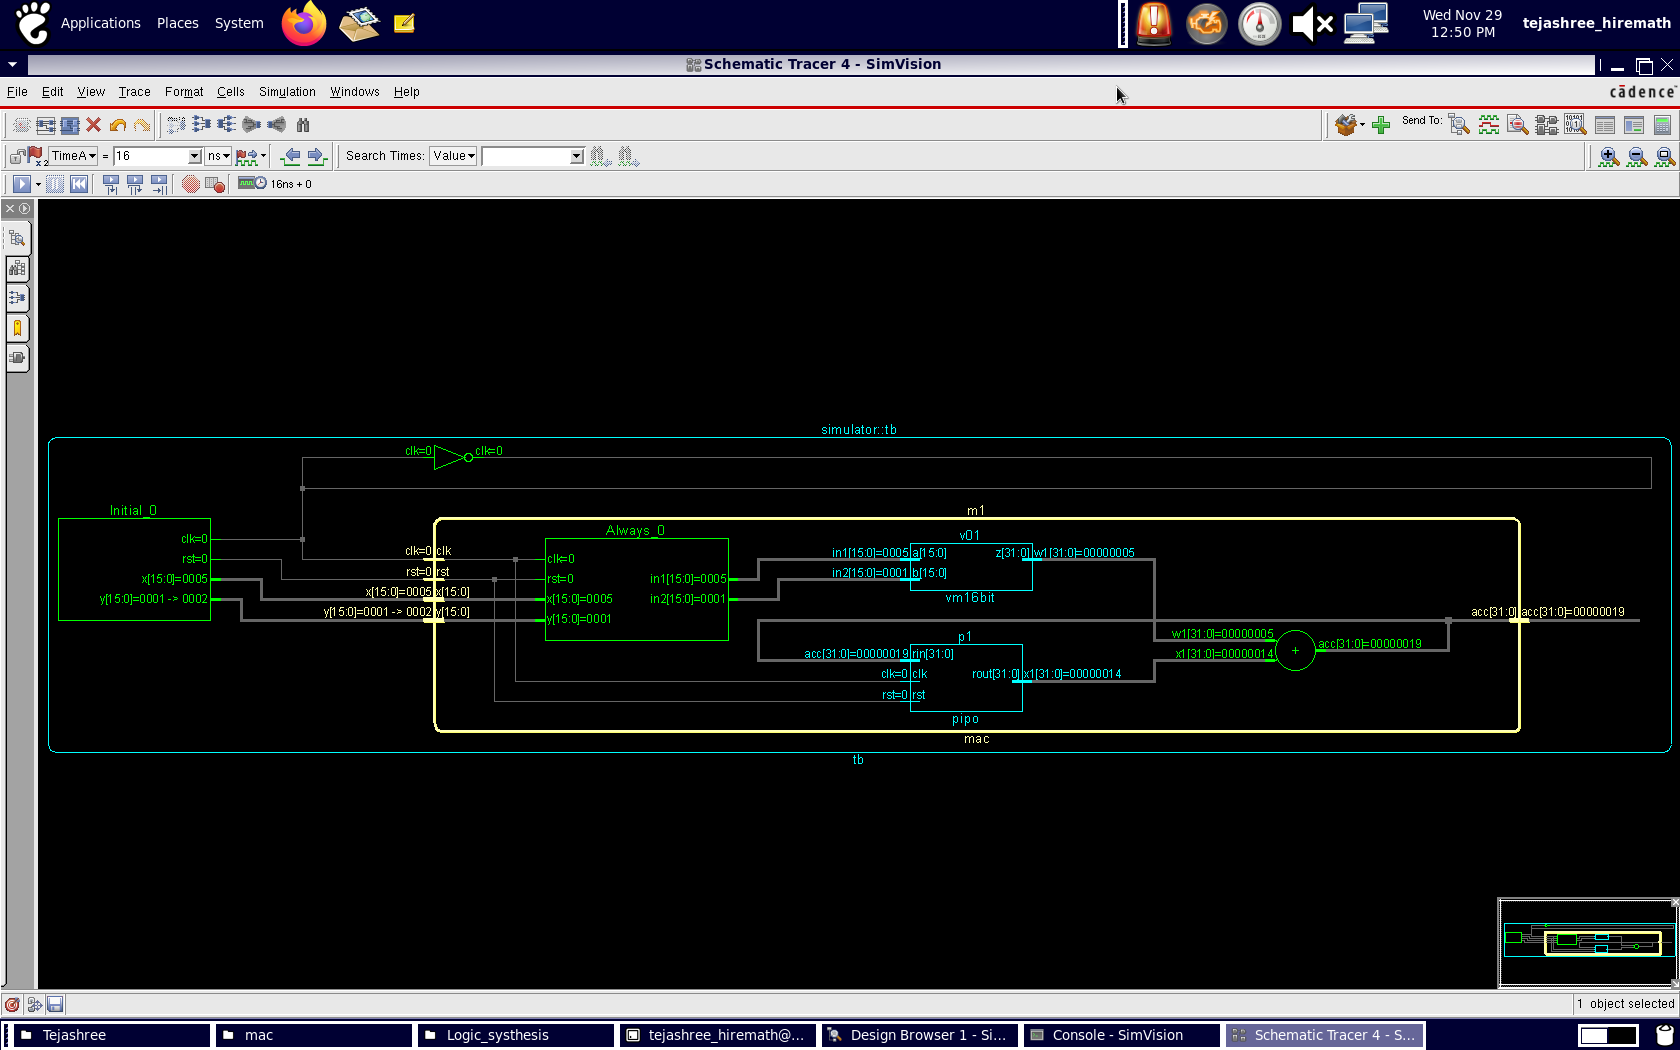 Applications Places System
Wed Nov 29
12:50 PM
tejashree_hiremath
Schematic Tracer 4 - SimVision
File Edit View Trace Format Cells Simulation Windows Help
cādence
Send To:
TimeA = 16 ns
Search Times: Value
16ns + 0
simulator::tb
clk=0 clk=0
Initial_0
clk=0
rst=0
x[15:0]=0005
y[15:0]=0001 -> 0002
m1
clk=0 clk
rst=0 rst
x[15:0]=0005 x[15:0]
y[15:0]=0001 -> 0002 y[15:0]
Always_0
clk=0
rst=0 in1[15:0]=0005
x[15:0]=0005 in2[15:0]=0001
y[15:0]=0001
v01
in1[15:0]=0005 a[15:0] z[31:0] w1[31:0]=00000005
in2[15:0]=0001 b[15:0]
vm16bit
p1
acc[31:0]=00000019 rin[31:0]
clk=0 clk rout[31:0] x1[31:0]=00000014
rst=0 rst
pipo
w1[31:0]=00000005
x1[31:0]=00000014
+
acc[31:0]=00000019
acc[31:0] acc[31:0]=00000019
mac
tb
1 object selected
Tejashree
mac
Logic_systhesis
tejashree_hiremath@...
Design Browser 1 - Si...
Console - SimVision
Schematic Tracer 4 - S...